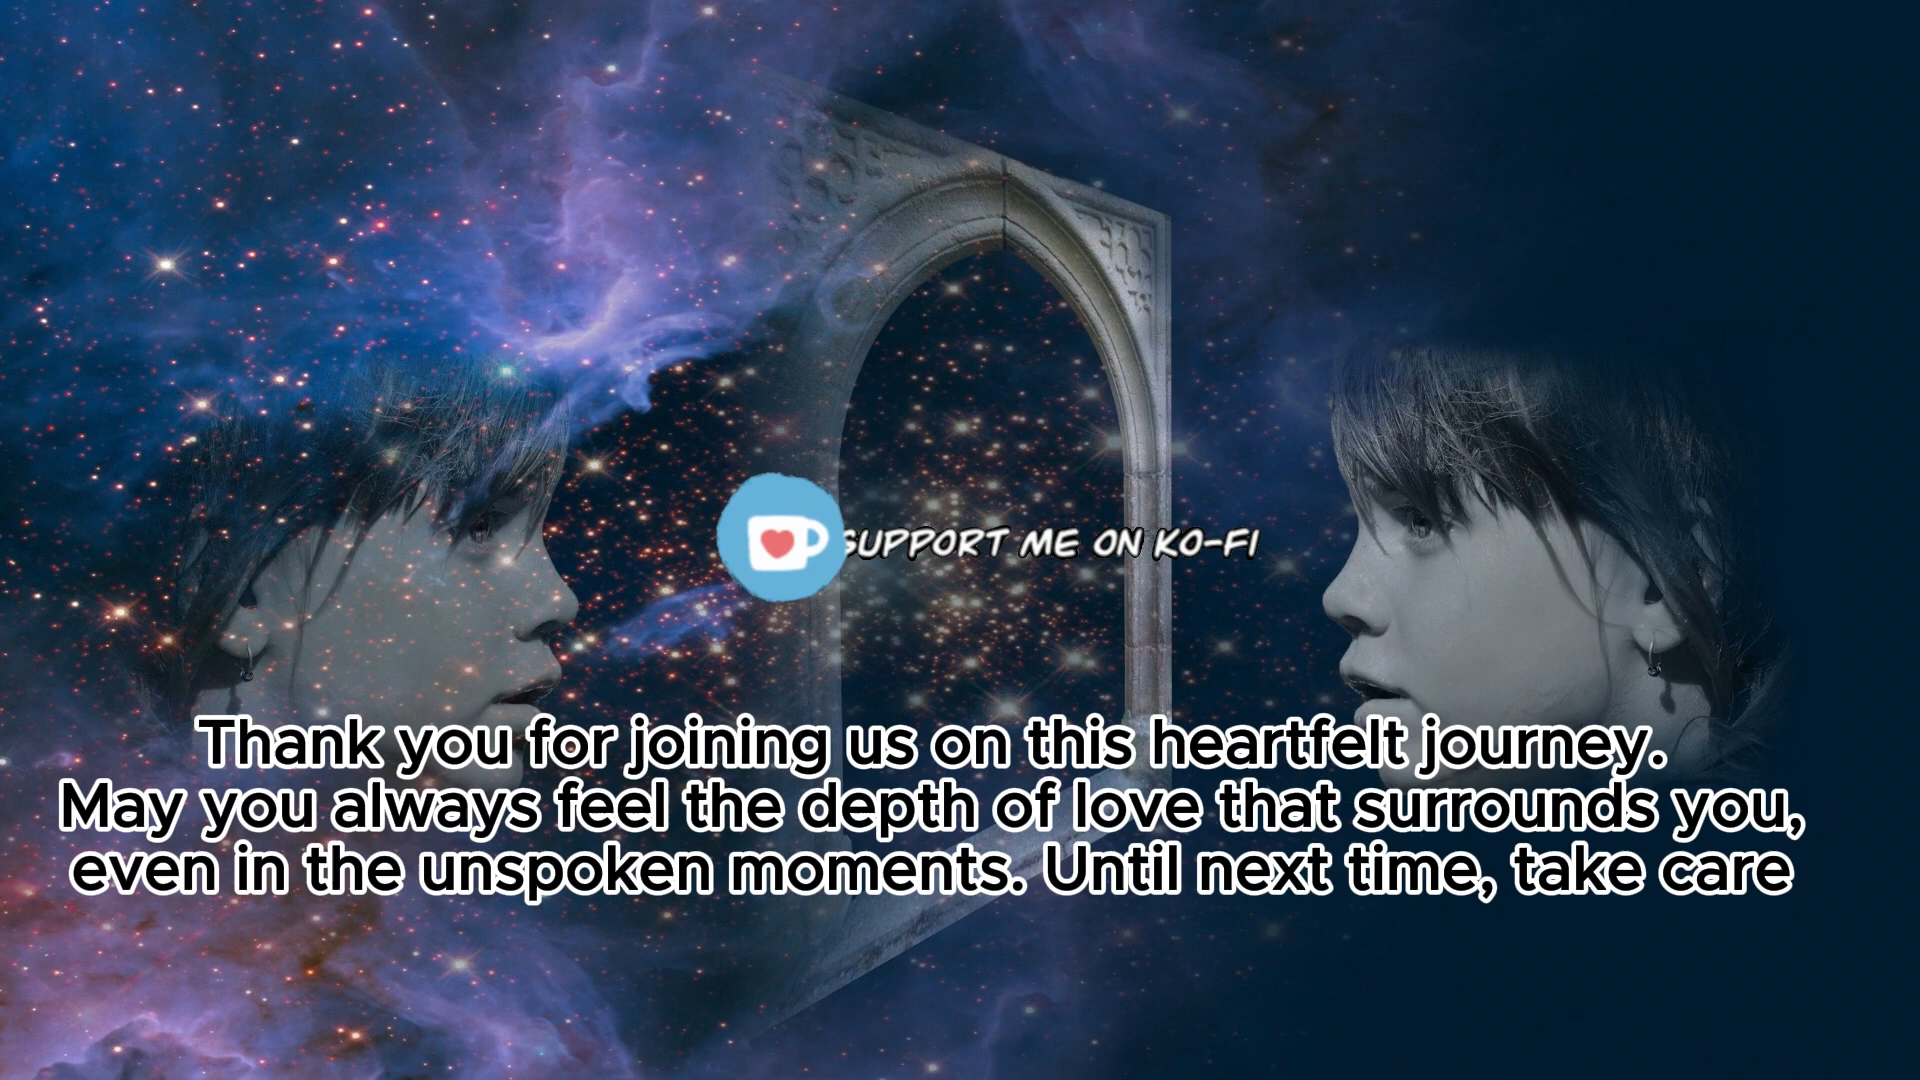 SUPPORT ME ON KO-FI
Thank you for joining us on this heartfelt journey.
May you always feel the depth of love that surrounds you,
even in the unspoken moments. Until next time, take care